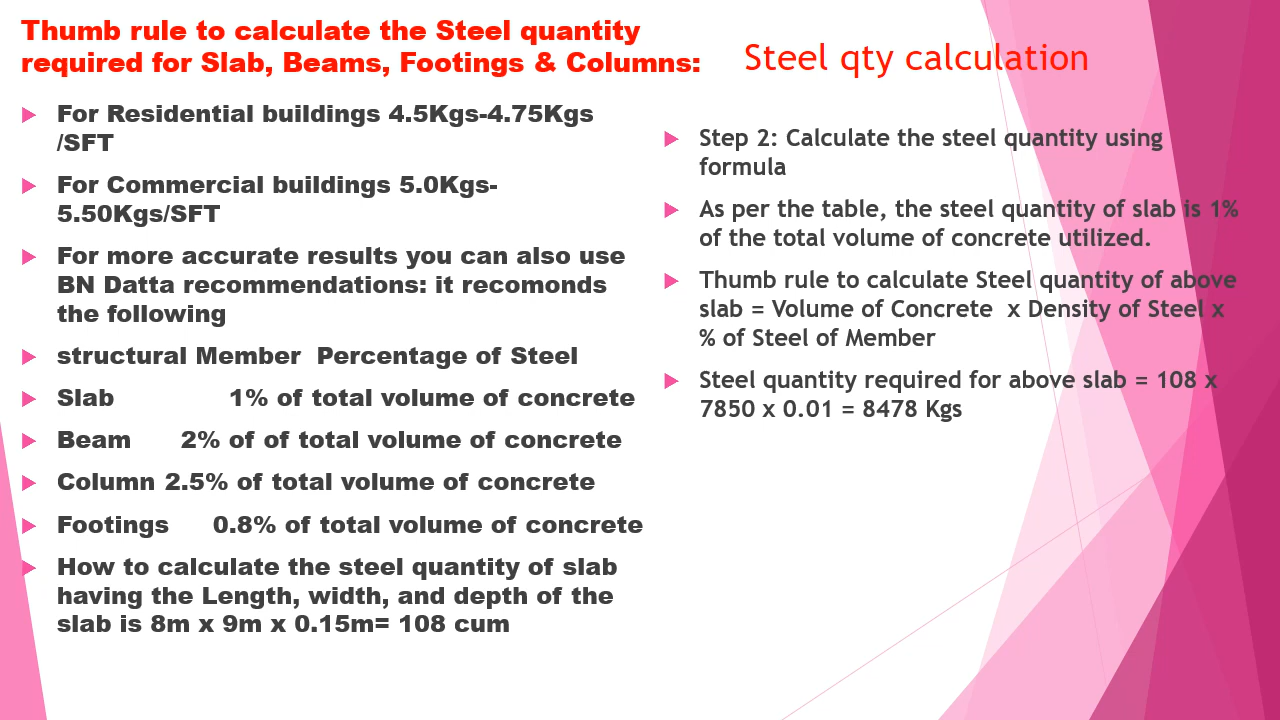 Thumb rule to calculate the Steel quantity
required for Slab, Beams, Footings & Columns:
For Residential buildings 4.5Kgs-4.75Kgs
/SFT
For Commercial buildings 5.0Kgs-
5.50Kgs/SFT
For more accurate results you can also use
BN Datta recommendations: it recomonds
the following
structural Member Percentage of Steel
Slab 1% of total volume of concrete
Beam 2% of of total volume of concrete
Column 2.5% of total volume of concrete
Footings 0.8% of total volume of concrete
How to calculate the steel quantity of slab
having the Length, width, and depth of the
slab is 8m x 9m x 0.15m= 108 cum
Steel qty calculation
Step 2: Calculate the steel quantity using
formula
As per the table, the steel quantity of slab is 1%
of the total volume of concrete utilized.
Thumb rule to calculate Steel quantity of above
slab = Volume of Concrete x Density of Steel x
% of Steel of Member
Steel quantity required for above slab = 108 x
7850 x 0.01 = 8478 Kgs